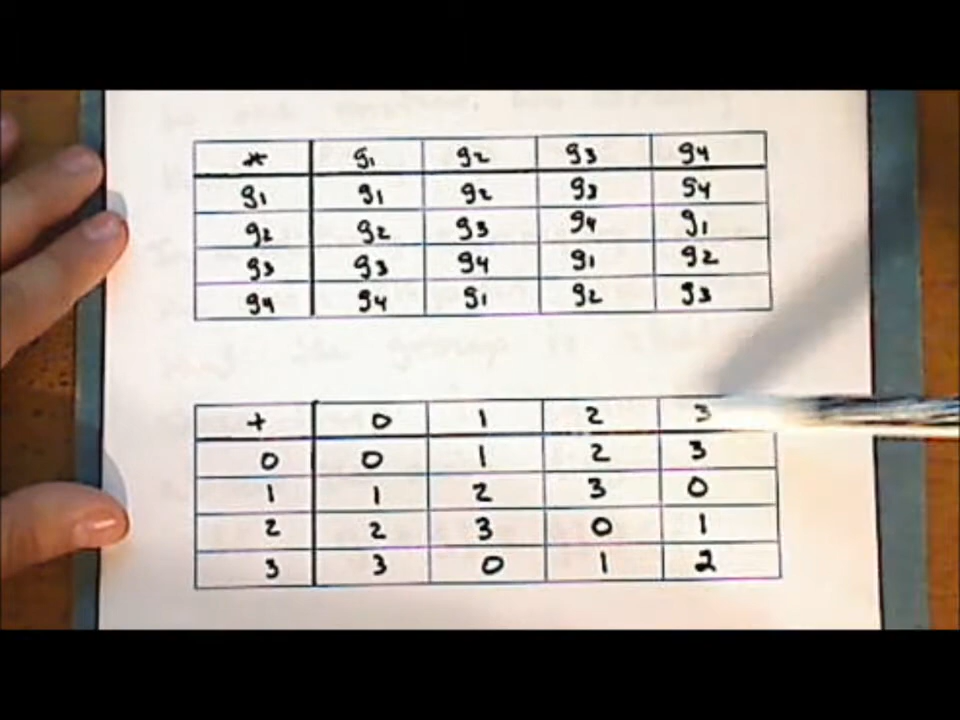 * g1 g2 g3 g4
g1 g1 g2 g3 g4
g2 g2 g3 g4 g1
g3 g3 g4 g1 g2
g4 g4 g1 g2 g3
+ 0 1 2 3
0 0 1 2 3
1 1 2 3 0
2 2 3 0 1
3 3 0 1 2